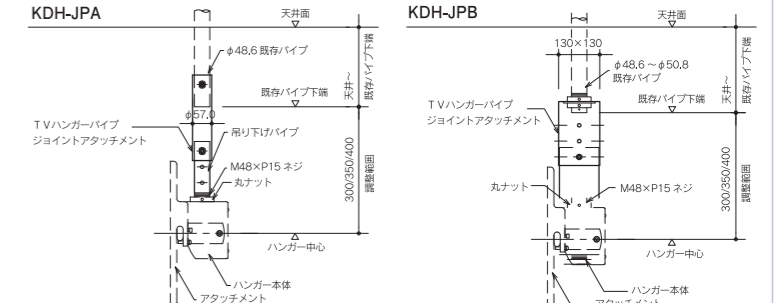 KDH-JPA
天井面
φ48.6 既存パイプ
既存パイプ下端
天井～
既存パイプ下端
φ57.0
TVハンガーパイプ
ジョイントアタッチメント
吊り下げパイプ
M48×P15 ネジ
丸ナット
300/350/400
調整範囲
ハンガー中心
ハンガー本体
アタッチメント
KDH-JPB
天井面
130×130
φ48.6～φ50.8
既存パイプ
既存パイプ下端
天井～
既存パイプ下端
TVハンガーパイプ
ジョイントアタッチメント
丸ナット
M48×P15 ネジ
300/350/400
調整範囲
ハンガー中心
ハンガー本体
アタッチメント